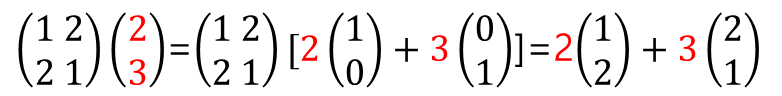 (1 2 2 1)(2 3)=(1 2 2 1)[2(1 0) + 3(0 1)]=2(1 2) + 3(2 1)